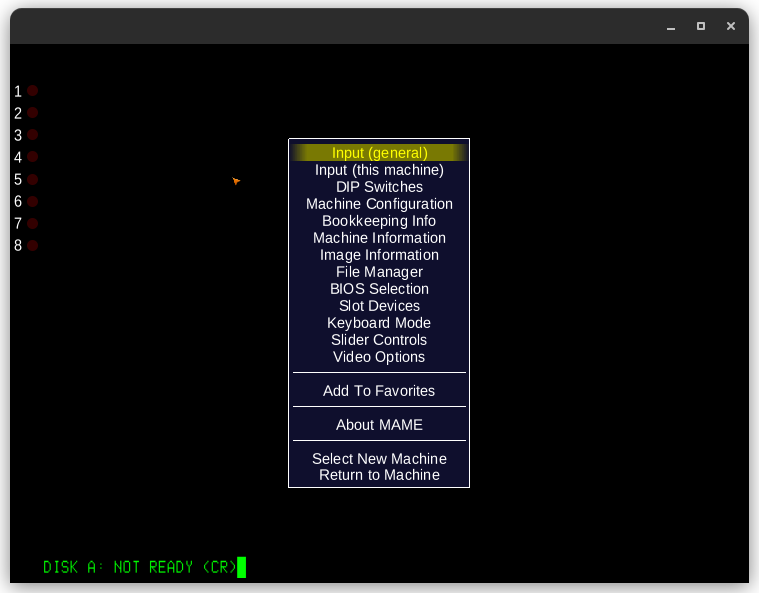 1
2
3
4
5
6
7
8
Input (general)
Input (this machine)
DIP Switches
Machine Configuration
Bookkeeping Info
Machine Information
Image Information
File Manager
BIOS Selection
Slot Devices
Keyboard Mode
Slider Controls
Video Options
Add To Favorites
About MAME
Select New Machine
Return to Machine
DISK A: NOT READY (CR)